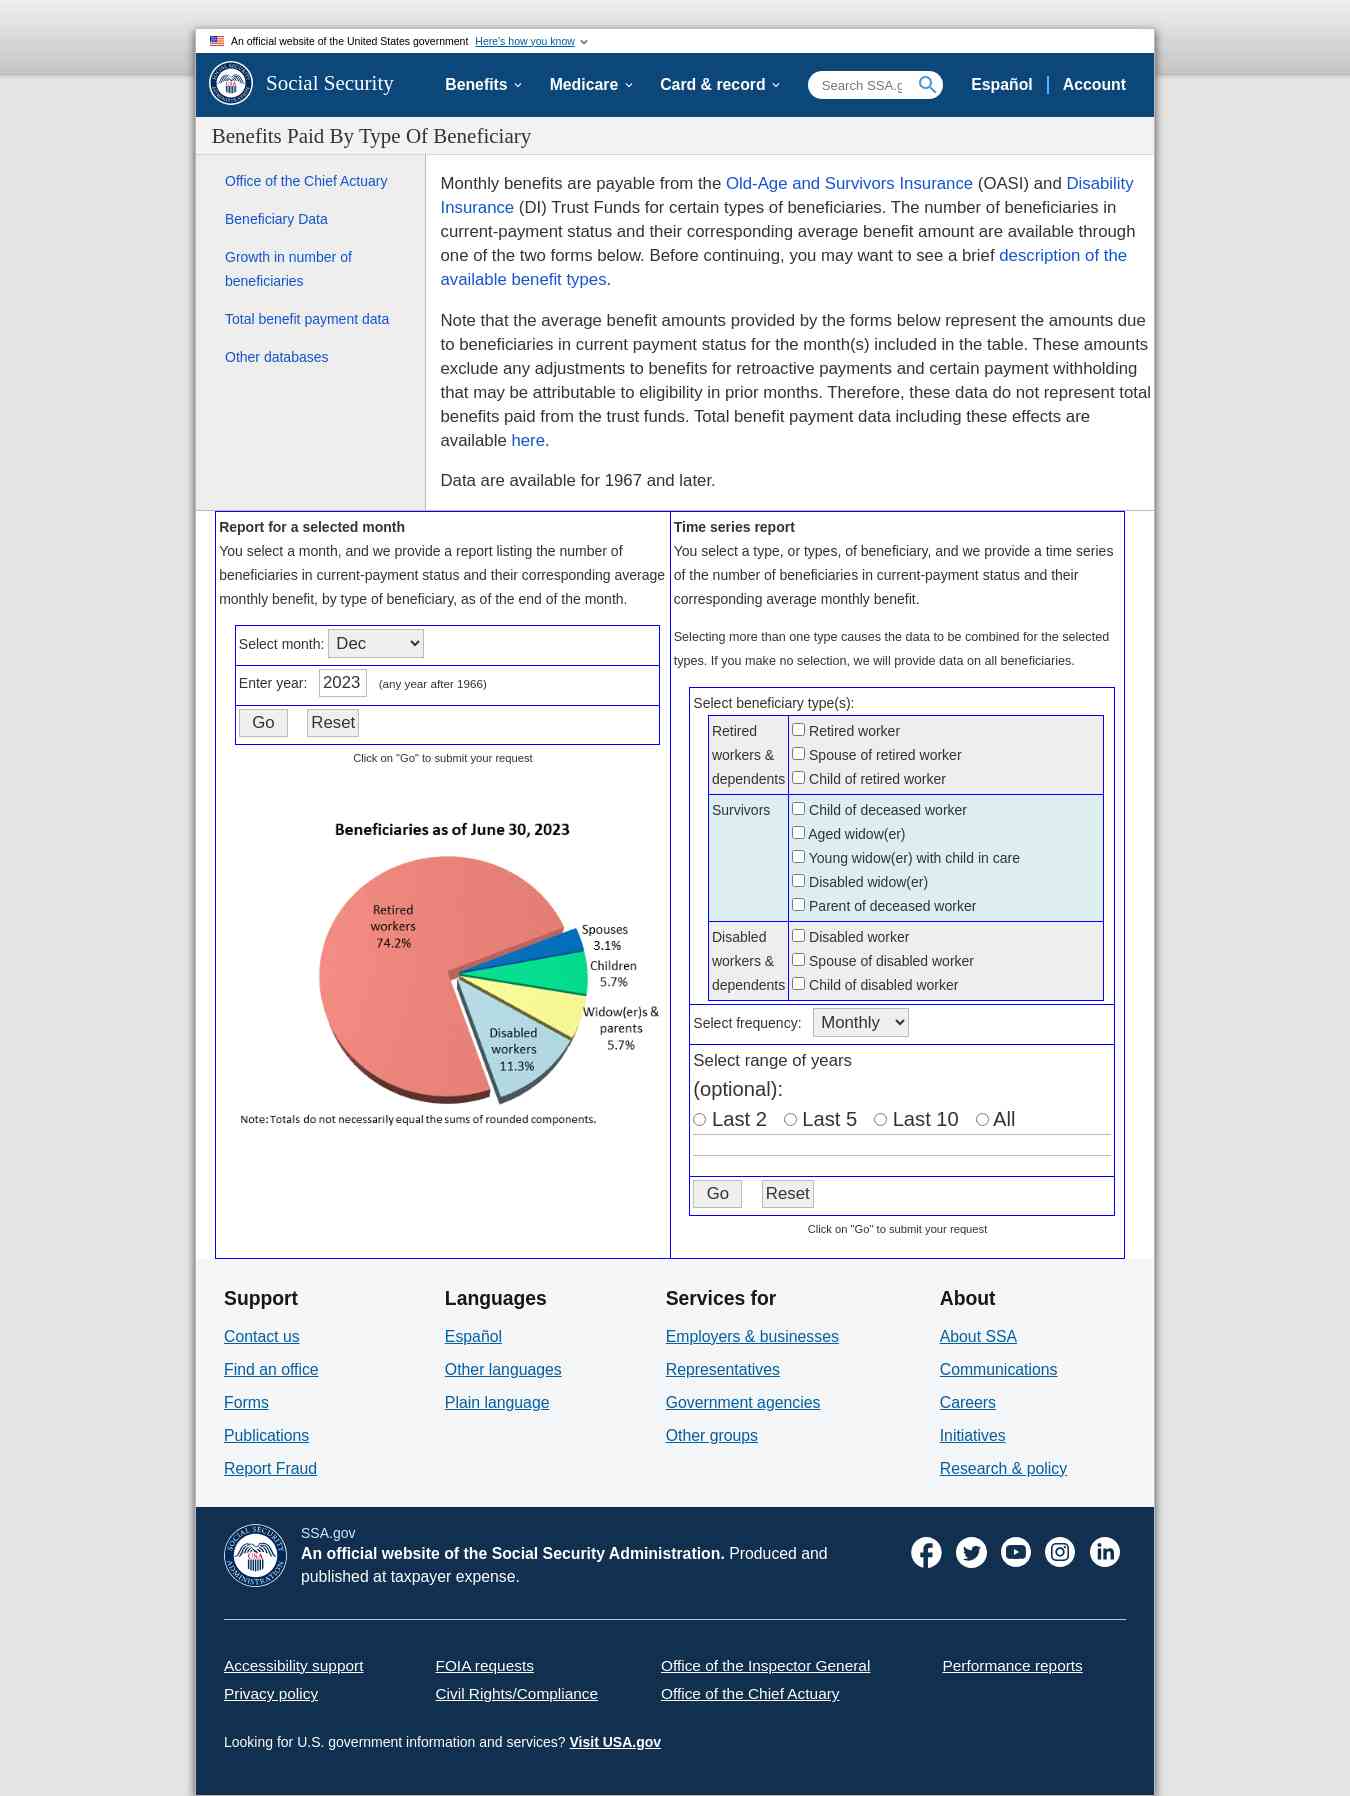 An official website of the United States government Here's how you know
Social Security
Benefits
Medicare
Card & record
Search SSA.g
Español
Account
Benefits Paid By Type Of Beneficiary
Office of the Chief Actuary
Beneficiary Data
Growth in number of
beneficiaries
Total benefit payment data
Other databases
Monthly benefits are payable from the Old-Age and Survivors Insurance (OASI) and Disability
Insurance (DI) Trust Funds for certain types of beneficiaries. The number of beneficiaries in
current-payment status and their corresponding average benefit amount are available through
one of the two forms below. Before continuing, you may want to see a brief description of the
available benefit types.
Note that the average benefit amounts provided by the forms below represent the amounts due
to beneficiaries in current payment status for the month(s) included in the table. These amounts
exclude any adjustments to benefits for retroactive payments and certain payment withholding
that may be attributable to eligibility in prior months. Therefore, these data do not represent total
benefits paid from the trust funds. Total benefit payment data including these effects are
available here.
Data are available for 1967 and later.
Report for a selected month
You select a month, and we provide a report listing the number of
beneficiaries in current-payment status and their corresponding average
monthly benefit, by type of beneficiary, as of the end of the month.
Select month: Dec
Enter year: 2023 (any year after 1966)
Go Reset
Click on "Go" to submit your request
Beneficiaries as of June 30, 2023
Retired
workers
74.2%
Spouses
3.1%
Children
5.7%
Widow(er)s &
parents
5.7%
Disabled
workers
11.3%
Note: Totals do not necessarily equal the sums of rounded components.
Time series report
You select a type, or types, of beneficiary, and we provide a time series
of the number of beneficiaries in current-payment status and their
corresponding average monthly benefit.
Selecting more than one type causes the data to be combined for the selected
types. If you make no selection, we will provide data on all beneficiaries.
Select beneficiary type(s):
Retired
workers &
dependents
Retired worker
Spouse of retired worker
Child of retired worker
Survivors
Child of deceased worker
Aged widow(er)
Young widow(er) with child in care
Disabled widow(er)
Parent of deceased worker
Disabled
workers &
dependents
Disabled worker
Spouse of disabled worker
Child of disabled worker
Select frequency: Monthly
Select range of years
(optional):
Last 2 Last 5 Last 10 All
Go Reset
Click on "Go" to submit your request
Support
Contact us
Find an office
Forms
Publications
Report Fraud
Languages
Español
Other languages
Plain language
Services for
Employers & businesses
Representatives
Government agencies
Other groups
About
About SSA
Communications
Careers
Initiatives
Research & policy
SOCIAL SECURITY
USA
ADMINISTRATION
SSA.gov
An official website of the Social Security Administration. Produced and
published at taxpayer expense.
Accessibility support
FOIA requests
Office of the Inspector General
Performance reports
Privacy policy
Civil Rights/Compliance
Office of the Chief Actuary
Looking for U.S. government information and services? Visit USA.gov